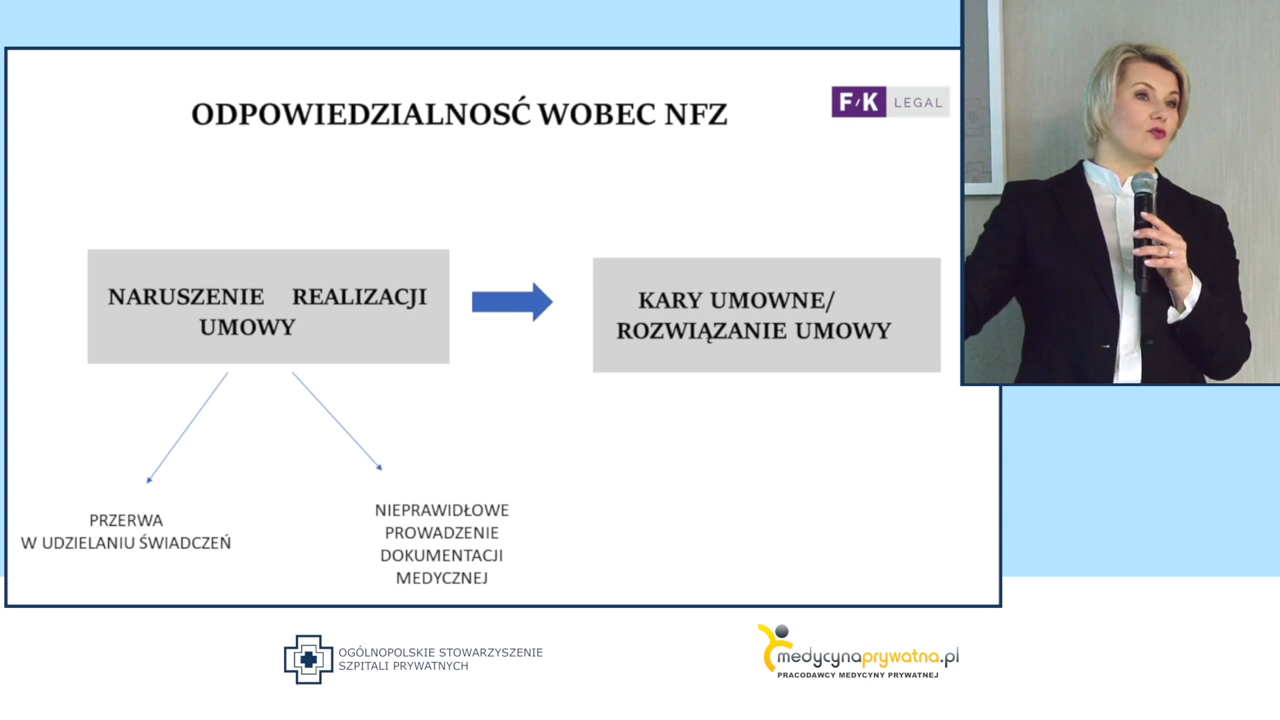 ODPOWIEDZIALNOŚĆ WOBEC NFZ
F/K LEGAL
NARUSZENIE REALIZACJI
UMOWY
KARY UMOWNE/
ROZWIĄZANIE UMOWY
PRZERWA
W UDZIELANIU ŚWIADCZEŃ
NIEPRAWIDŁOWE
PROWADZENIE
DOKUMENTACJI
MEDYCZNEJ
OGÓLNOPOLSKIE STOWARZYSZENIE
SZPITALI PRYWATNYCH
medycynaprywatna.pl
PRACODAWCY MEDYCYNY PRYWATNEJ